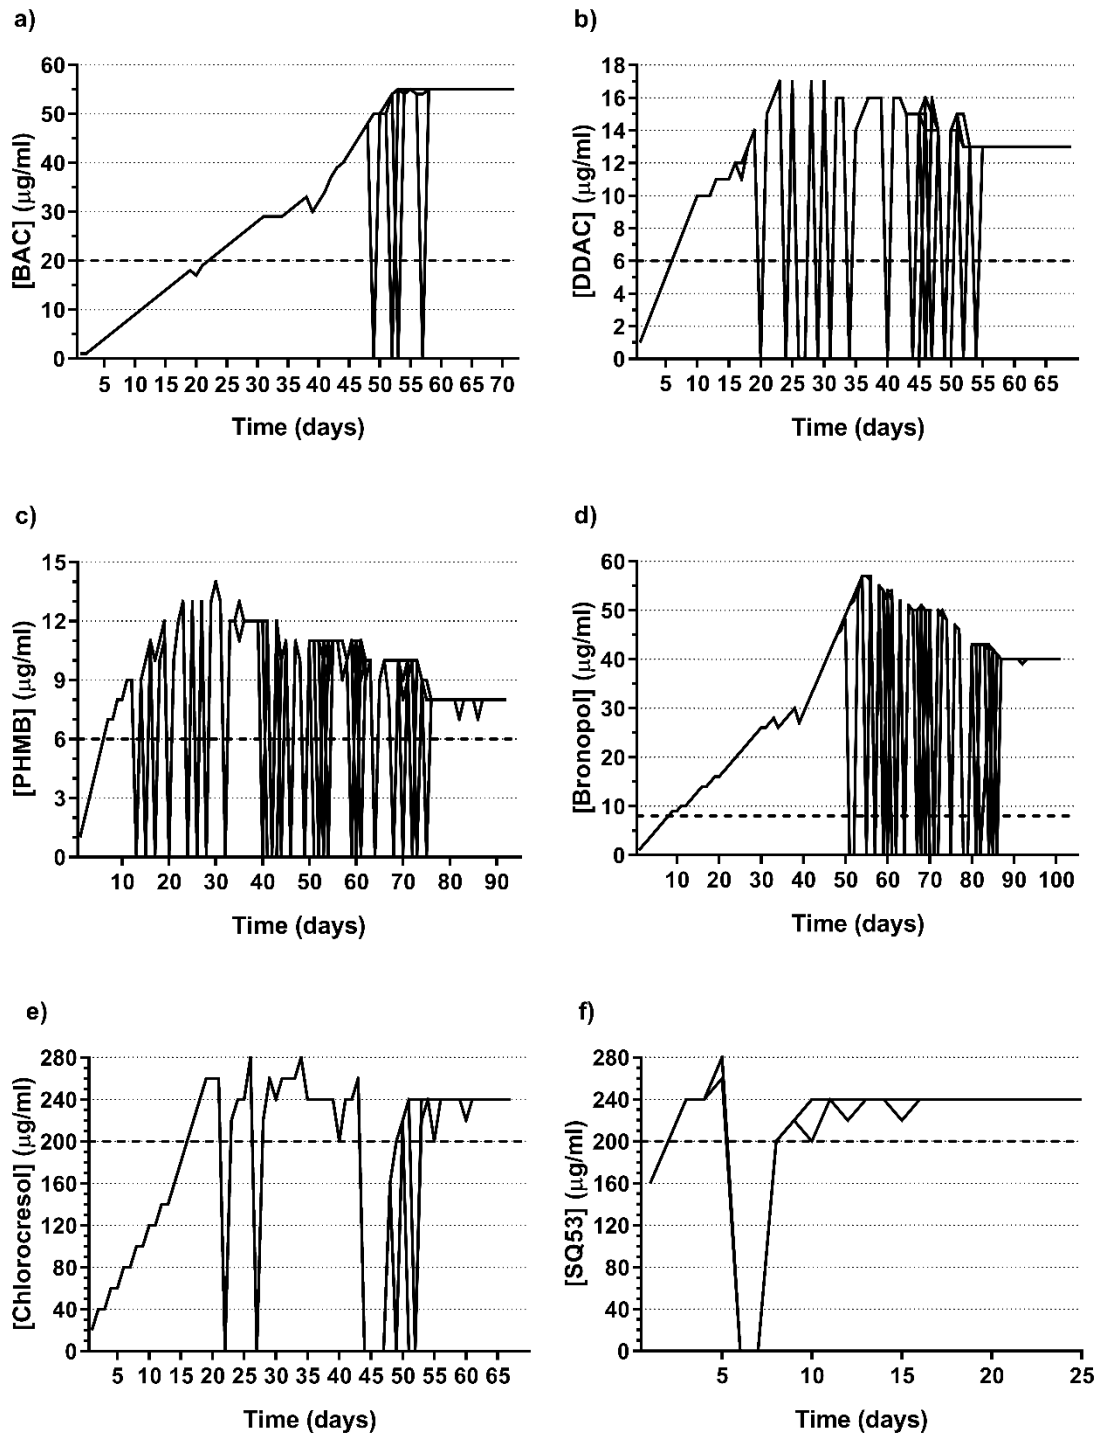 a)
[BAC] (μg/ml)
60
50
40
30
20
10
0
5 10 15 20 25 30 35 40 45 50 55 60 65 70
Time (days)
b)
[DDAC] (μg/ml)
18
16
14
12
10
8
6
4
2
0
5 10 15 20 25 30 35 40 45 50 55 60 65
Time (days)
c)
[PHMB] (μg/ml)
15
12
9
6
3
0
10 20 30 40 50 60 70 80 90
Time (days)
d)
[Bronopol] (μg/ml)
60
50
40
30
20
10
0
10 20 30 40 50 60 70 80 90 100
Time (days)
e)
[Chlorocresol] (μg/ml)
280
240
200
160
120
80
40
0
5 10 15 20 25 30 35 40 45 50 55 60 65
Time (days)
f)
[SQ53] (μg/ml)
280
240
200
160
120
80
40
0
5 10 15 20 25
Time (days)